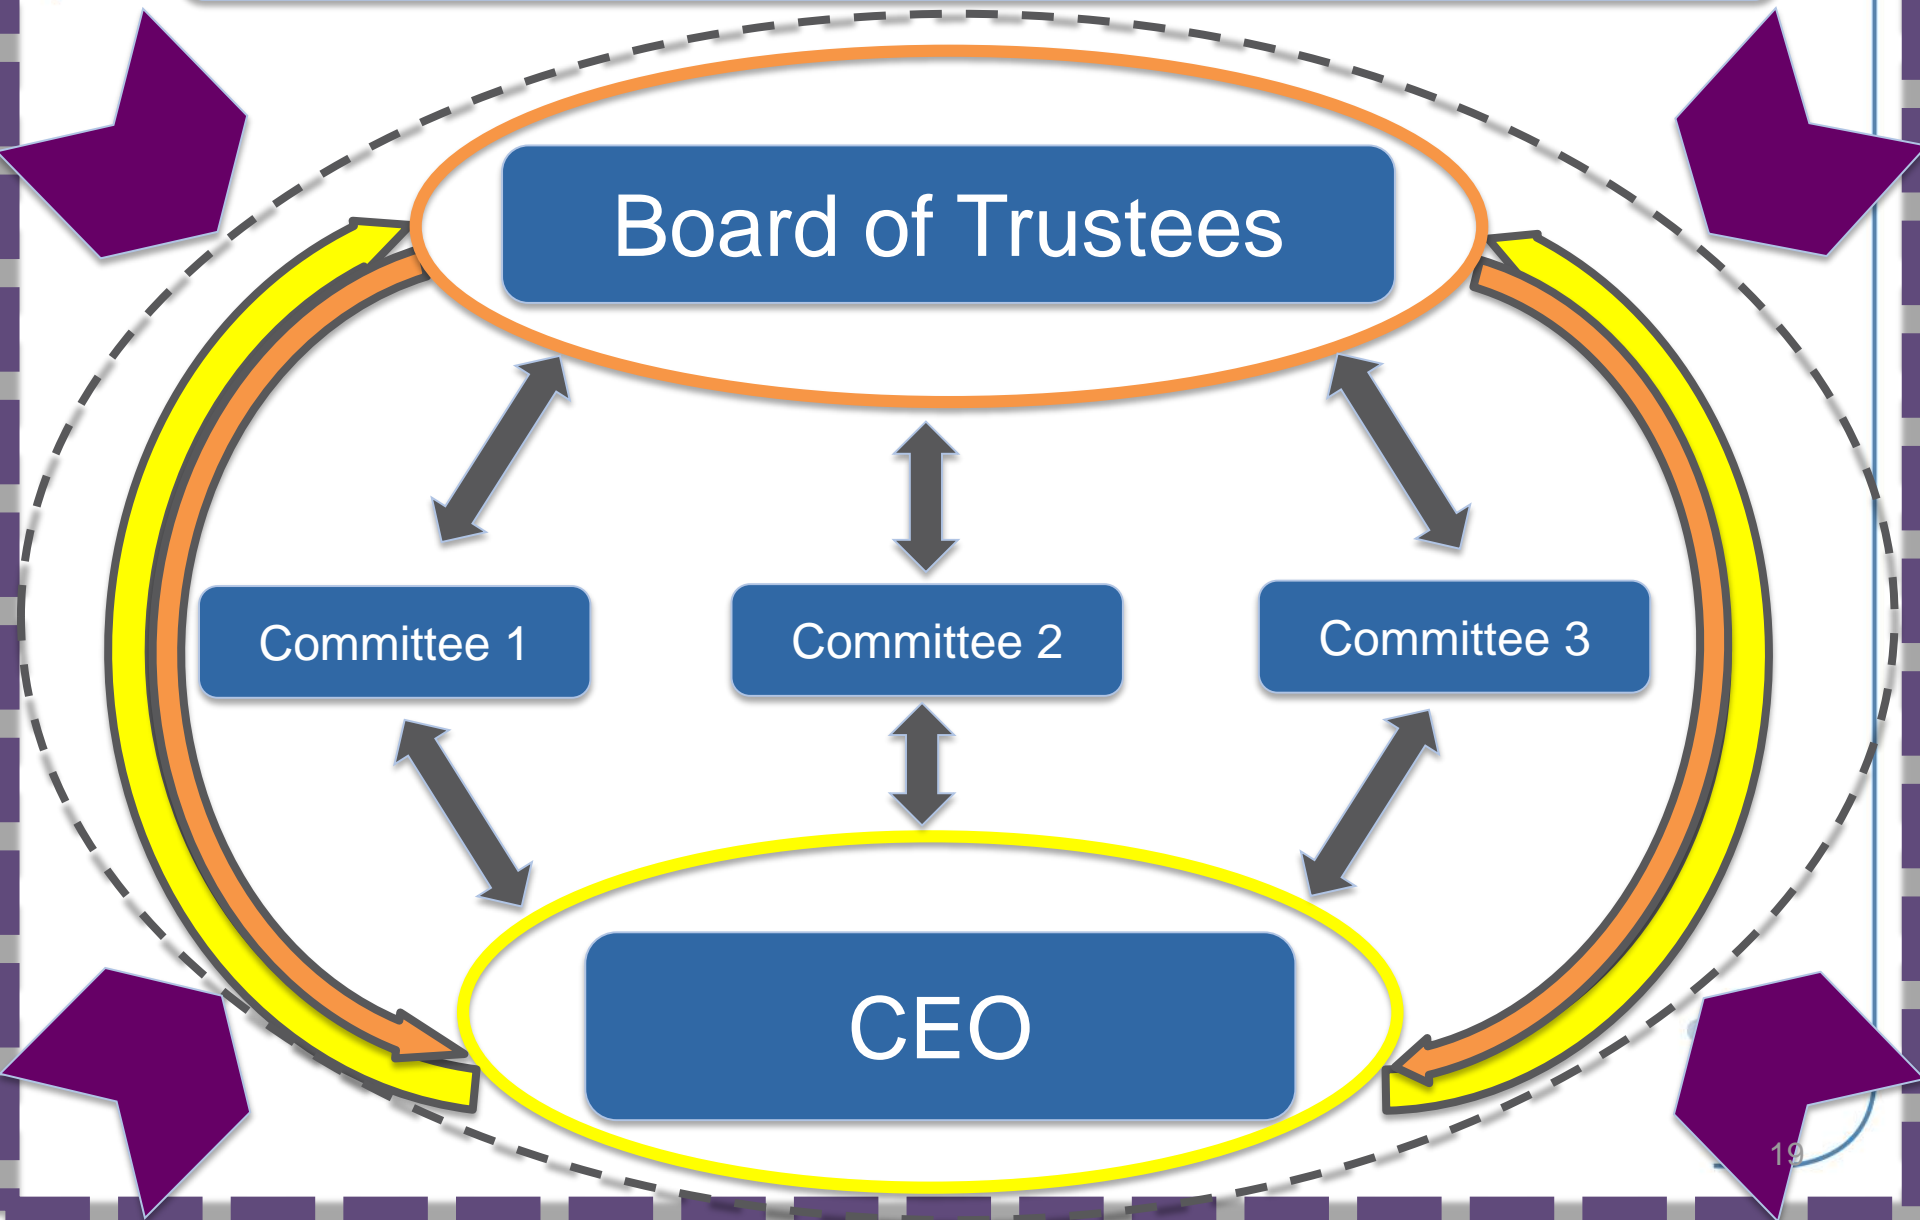 Board of Trustees
Committee 1
Committee 2
Committee 3
CEO
19